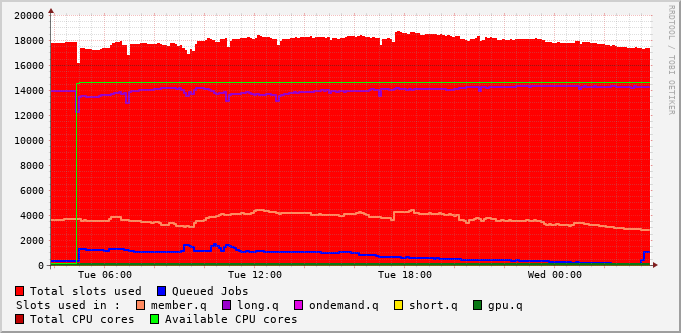 20000
18000
16000
14000
12000
10000
8000
6000
4000
2000
0
Tue 06:00 Tue 12:00 Tue 18:00 Wed 00:00
RRDTOOL / TOBI OETIKER
Total slots used Queued Jobs
Slots used in : member.q long.q ondemand.q short.q gpu.q
Total CPU cores Available CPU cores